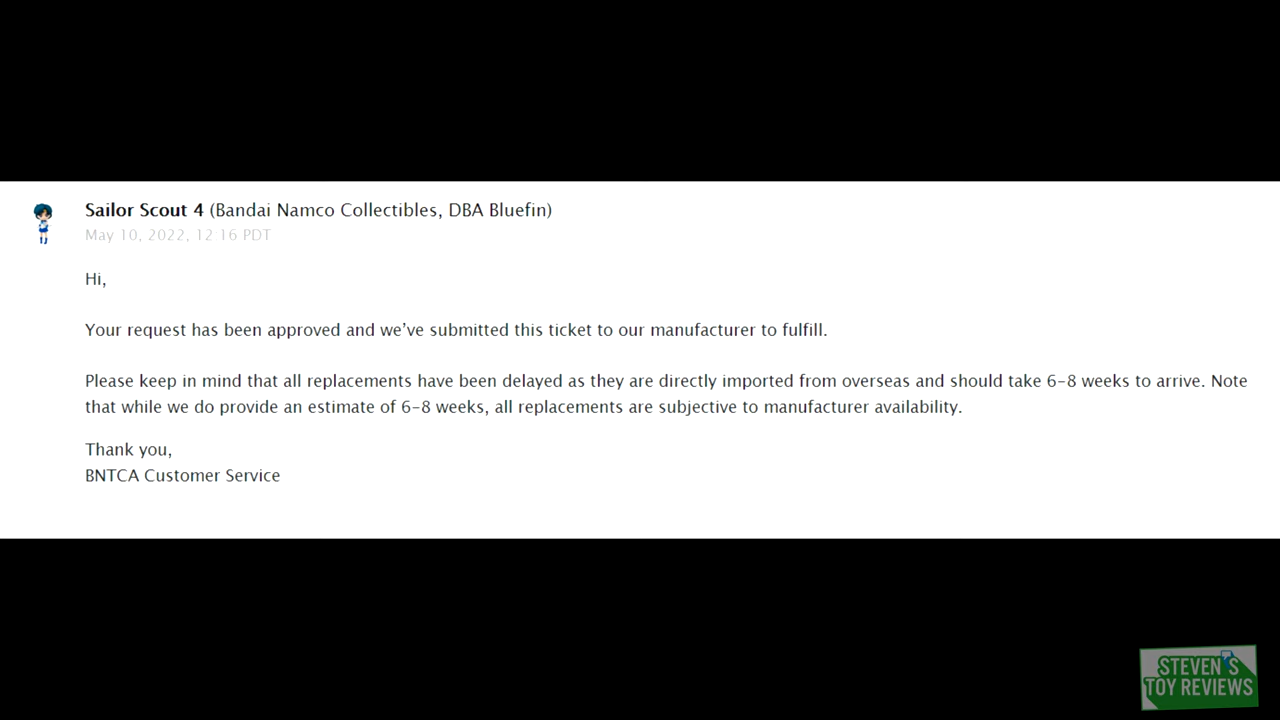 Sailor Scout 4 (Bandai Namco Collectibles, DBA Bluefin)
May 10, 2022, 12:16 PDT
Hi,
Your request has been approved and we've submitted this ticket to our manufacturer to fulfill.
Please keep in mind that all replacements have been delayed as they are directly imported from overseas and should take 6-8 weeks to arrive. Note
that while we do provide an estimate of 6-8 weeks, all replacements are subjective to manufacturer availability.
Thank you,
BNTCA Customer Service
STEVEN'S
TOY REVIEWS